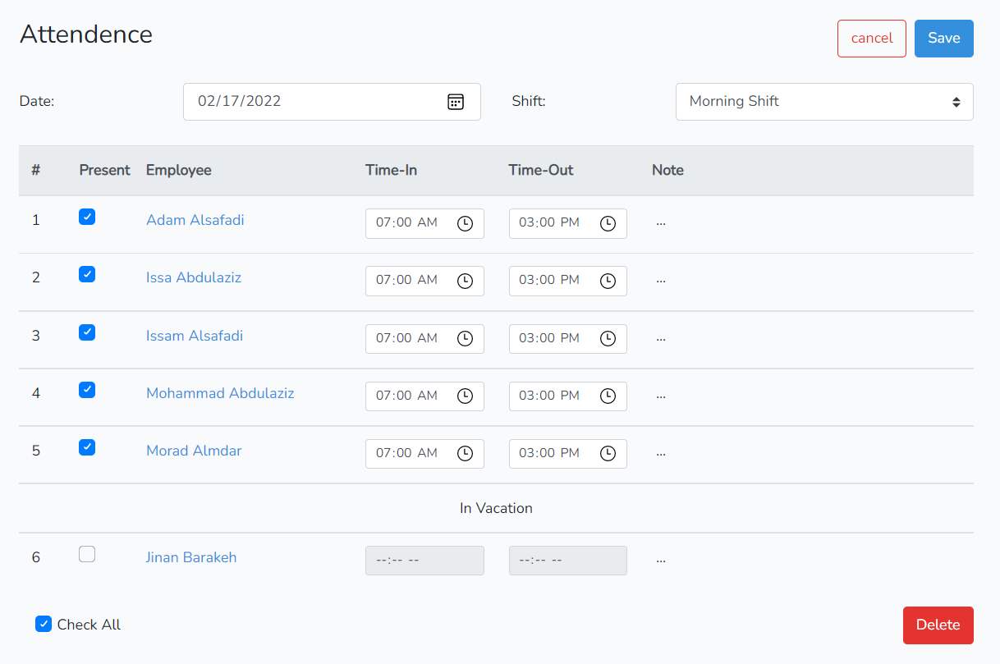 Attendence
cancel Save
Date: 02/17/2022 Shift: Morning Shift
# Present Employee Time-In Time-Out Note
1 Adam Alsafadi 07:00 AM 03:00 PM ...
2 Issa Abdulaziz 07:00 AM 03:00 PM ...
3 Issam Alsafadi 07:00 AM 03:00 PM ...
4 Mohammad Abdulaziz 07:00 AM 03:00 PM ...
5 Morad Almdar 07:00 AM 03:00 PM ...
In Vacation
6 Jinan Barakeh --:-- -- --:-- -- ...
Check All Delete